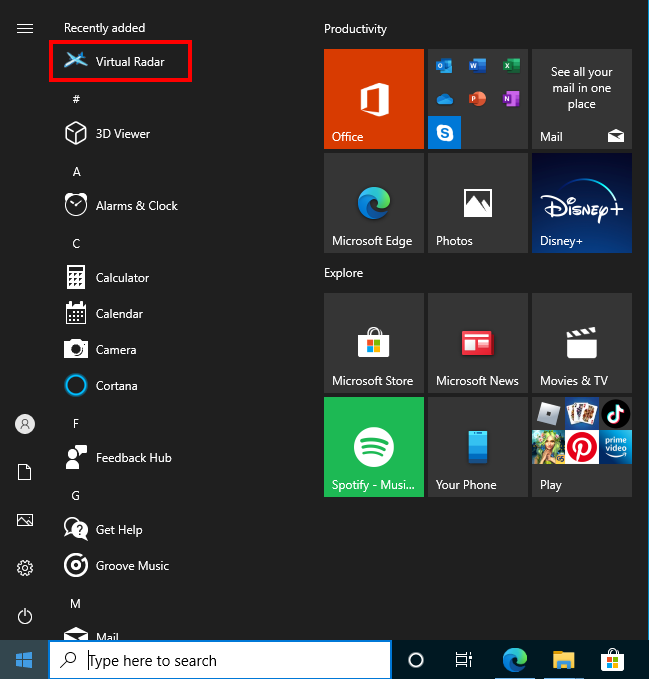 Recently added
Virtual Radar
#
3D Viewer
A
Alarms & Clock
C
Calculator
Calendar
Camera
Cortana
F
Feedback Hub
G
Get Help
Groove Music
M
Mail
Productivity
Office
See all your
mail in one
place
Mail
Microsoft Edge
Photos
Disney+
Disney+
Explore
Microsoft Store
Microsoft News
Movies & TV
Spotify - Musi...
Your Phone
prime
video
Play
Type here to search